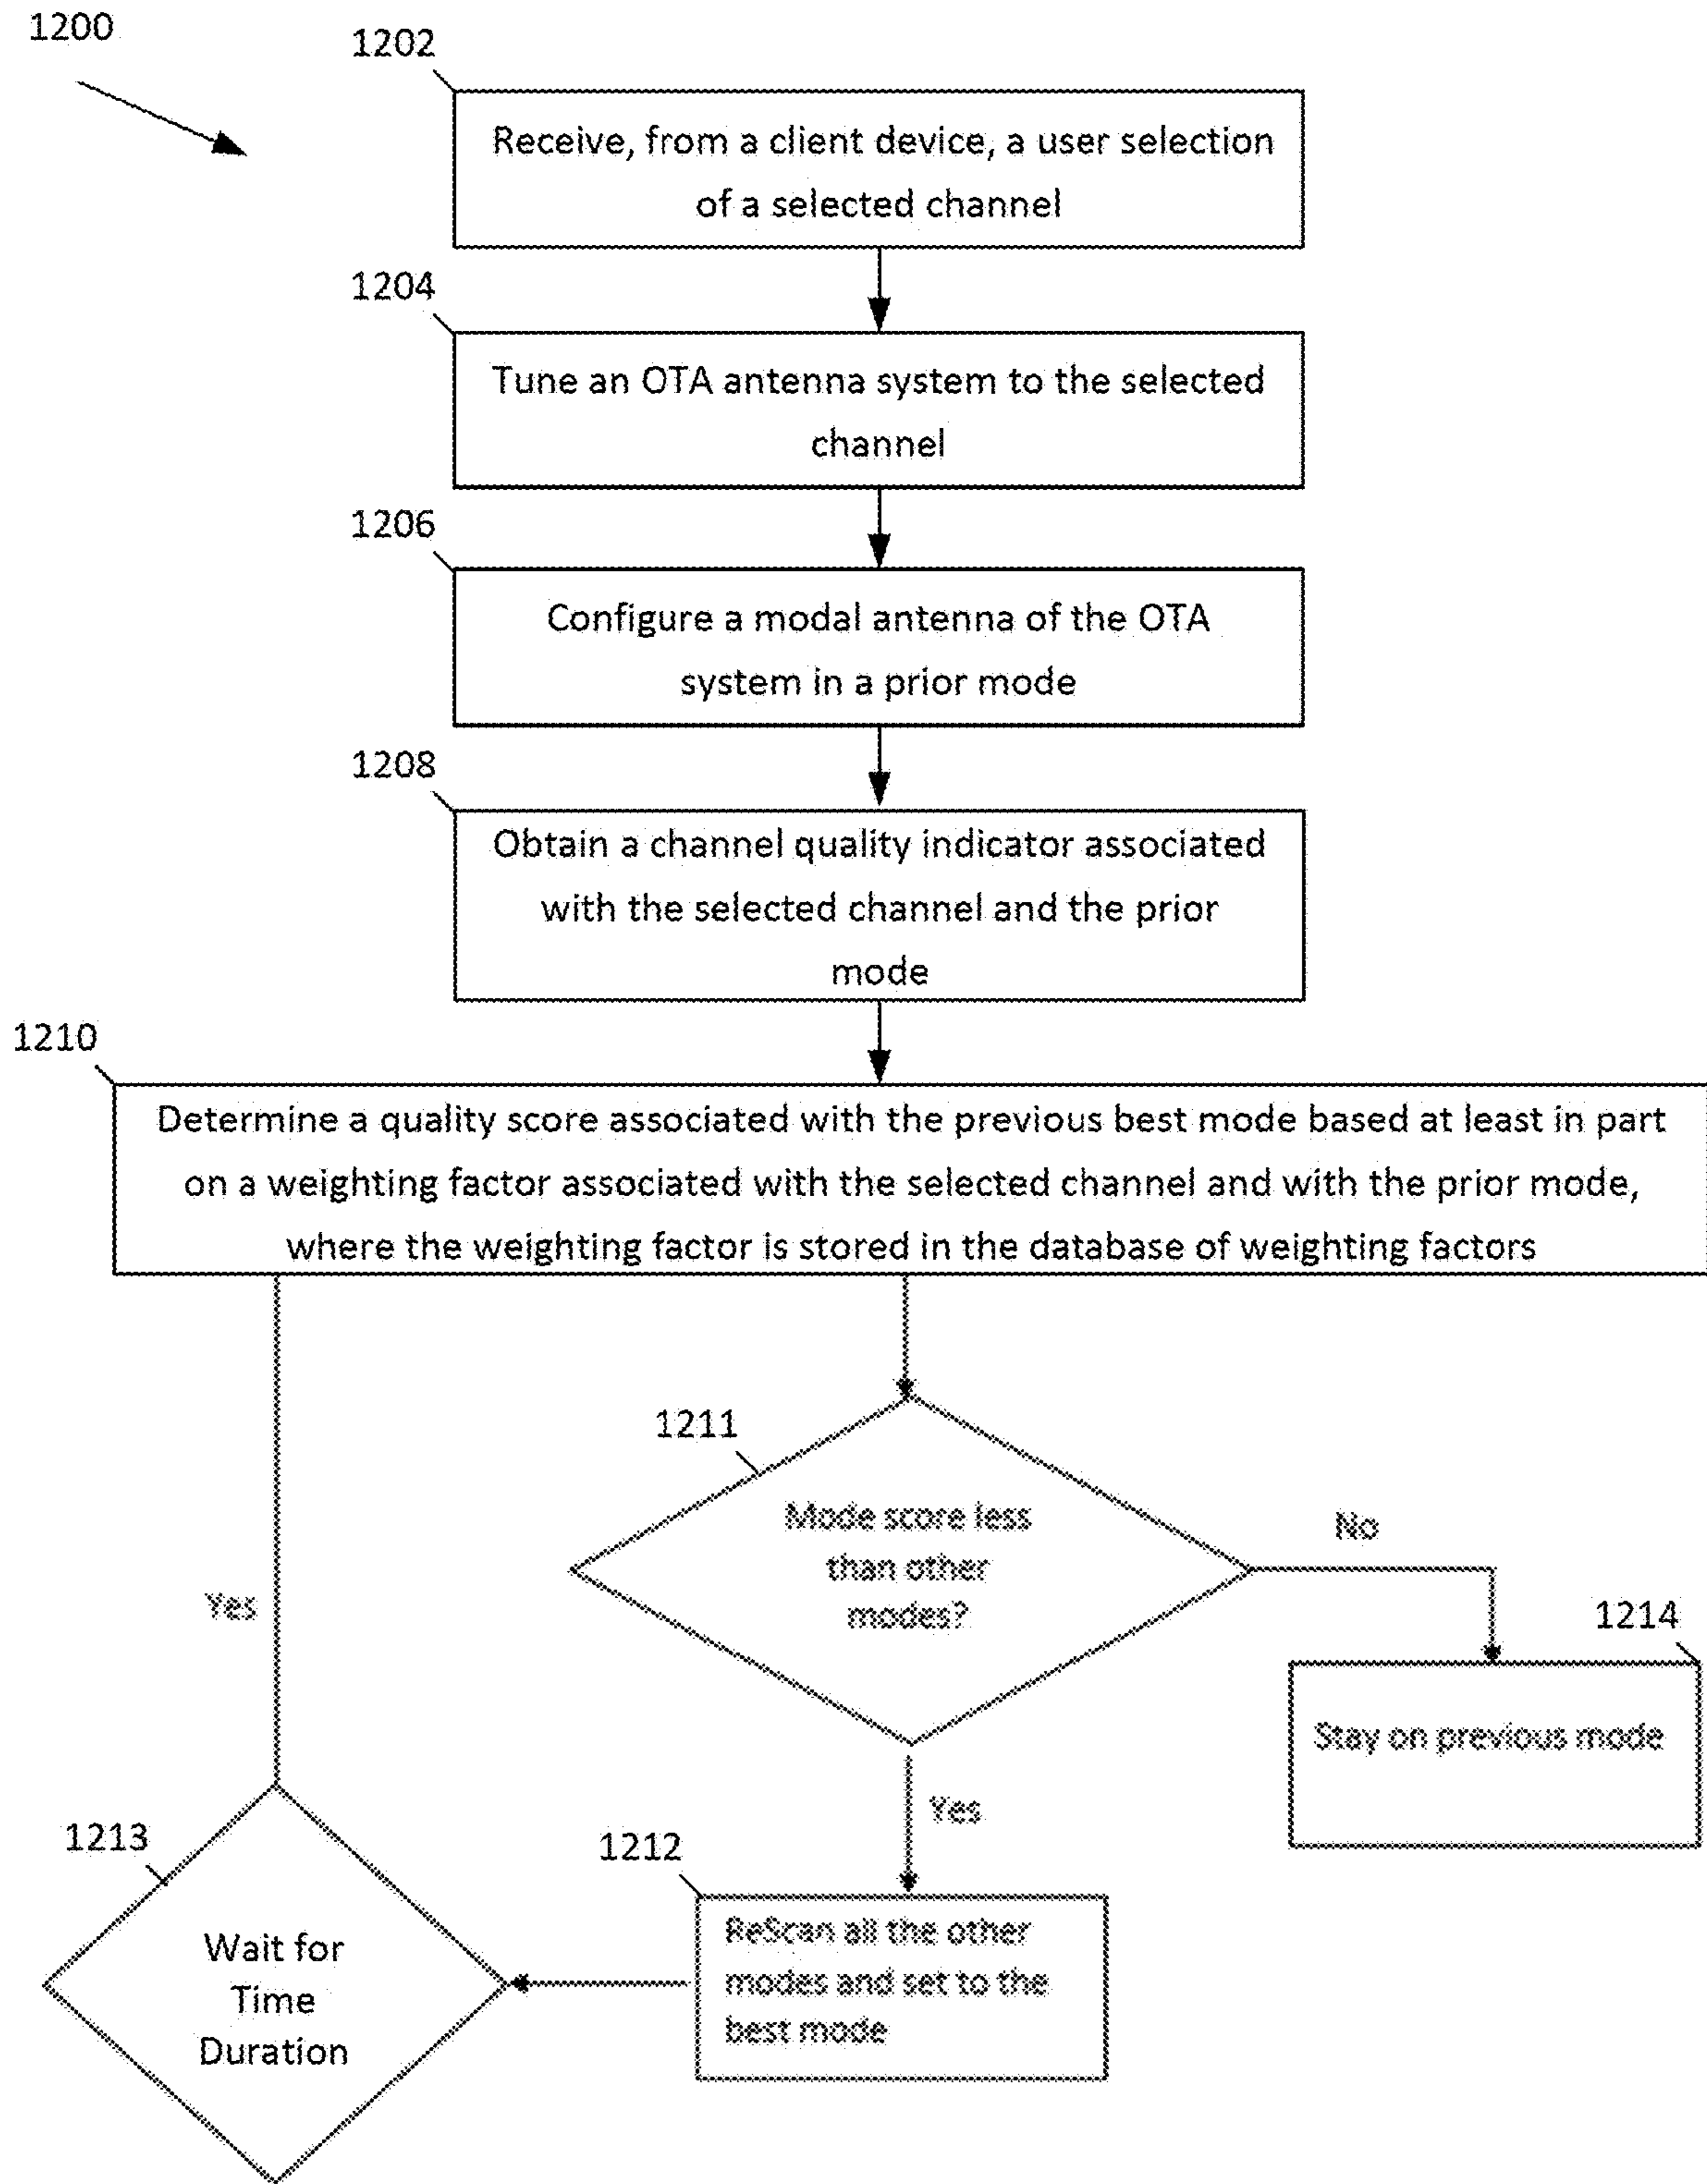 1200
1202
Receive, from a client device, a user selection
of a selected channel
1204
Tune an OTA antenna system to the selected
channel
1206
Configure a modal antenna of the OTA
system in a prior mode
1208
Obtain a channel quality indicator associated
with the selected channel and the prior
mode
1210
Determine a quality score associated with the previous best mode based at least in part
on a weighting factor associated with the selected channel and with the prior mode,
where the weighting factor is stored in the database of weighting factors
1211
Mode score less
than other
modes?
No
Yes
1214
Stay on previous mode
Yes
1213
Wait for
Time
Duration
1212
ReScan all the other
modes and set to the
best mode